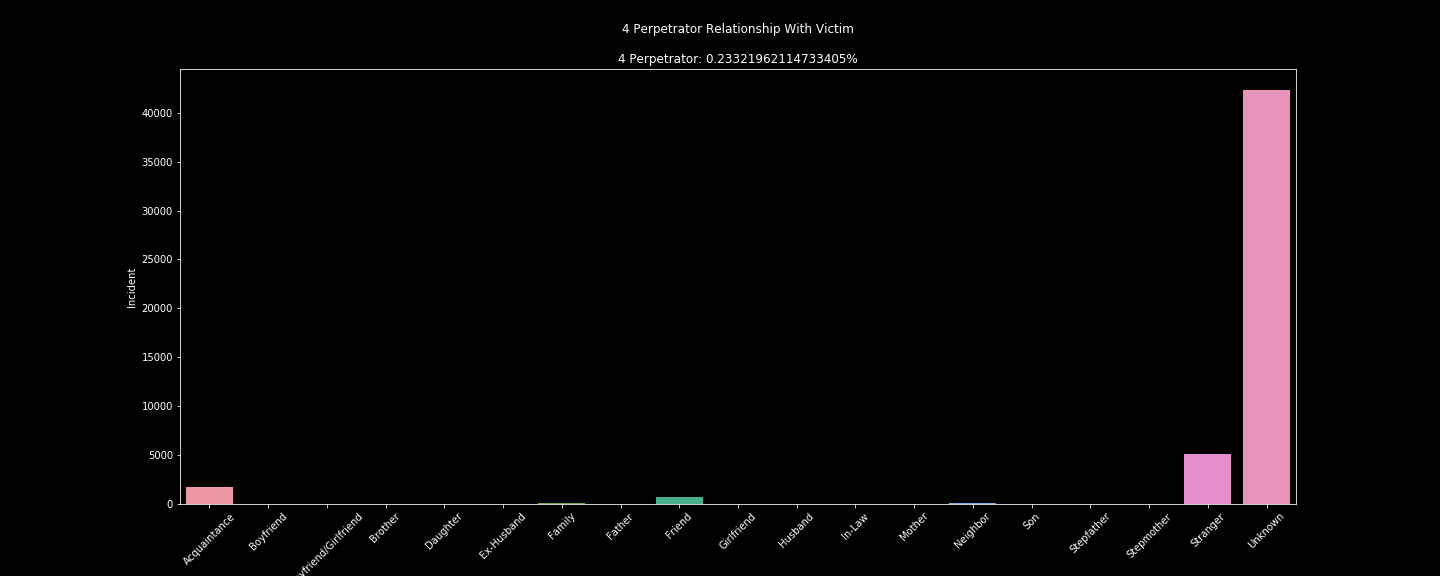 4 Perpetrator Relationship With Victim
4 Perpetrator: 0.23321962114733405%
Incident
40000
35000
30000
25000
20000
15000
10000
5000
0
Acquaintance
Boyfriend
yfriend/Girlfriend
Brother
Daughter
Ex-Husband
Family
Father
Friend
Girlfriend
Husband
In-Law
Mother
Neighbor
Son
Stepfather
Stepmother
Stranger
Unknown